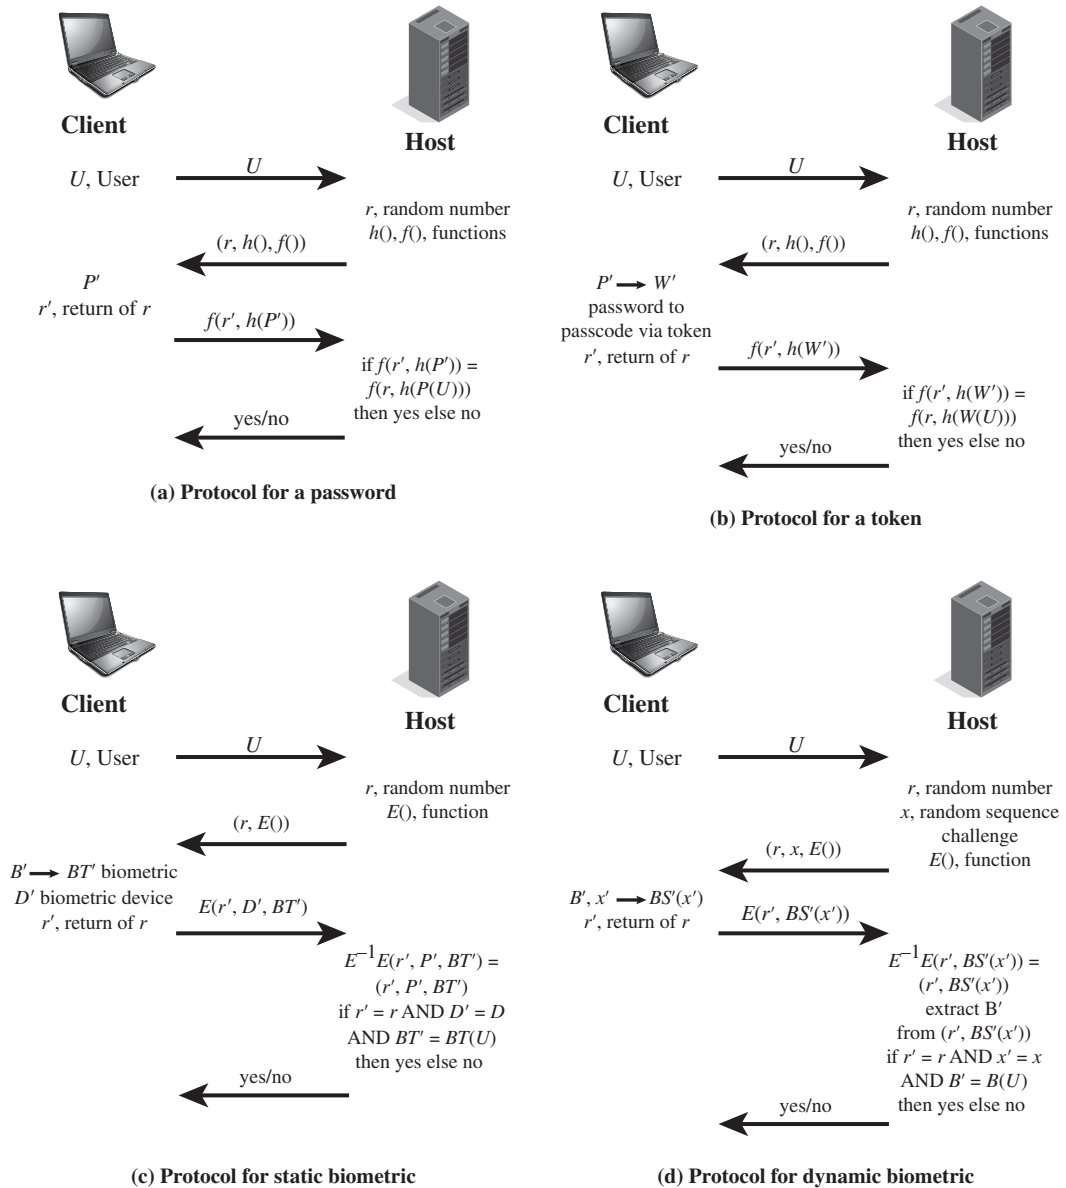 Client
Host
U, User
U
r, random number
h(), f(), functions
(r, h(), f())
P′
r′, return of r
f(r′, h(P′))
if f(r′, h(P′)) =
f(r, h(P(U)))
then yes else no
yes/no
(a) Protocol for a password
Client
Host
U, User
U
r, random number
h(), f(), functions
(r, h(), f())
P′ → W′
password to
passcode via token
r′, return of r
f(r′, h(W′))
if f(r′, h(W′)) =
f(r, h(W(U)))
then yes else no
yes/no
(b) Protocol for a token
Client
Host
U, User
U
r, random number
E(), function
(r, E())
B′ → BT′ biometric
D′ biometric device
r′, return of r
E(r′, D′, BT′)
E⁻¹E(r′, P′, BT′) =
(r′, P′, BT′)
if r′ = r AND D′ = D
AND BT′ = BT(U)
then yes else no
yes/no
(c) Protocol for static biometric
Client
Host
U, User
U
r, random number
x, random sequence
challenge
E(), function
(r, x, E())
B′, x′ → BS′(x′)
r′, return of r
E(r′, BS′(x′))
E⁻¹E(r′, BS′(x′)) =
(r′, BS′(x′))
extract B′
from (r′, BS′(x′))
if r′ = r AND x′ = x
AND B′ = B(U)
then yes else no
yes/no
(d) Protocol for dynamic biometric